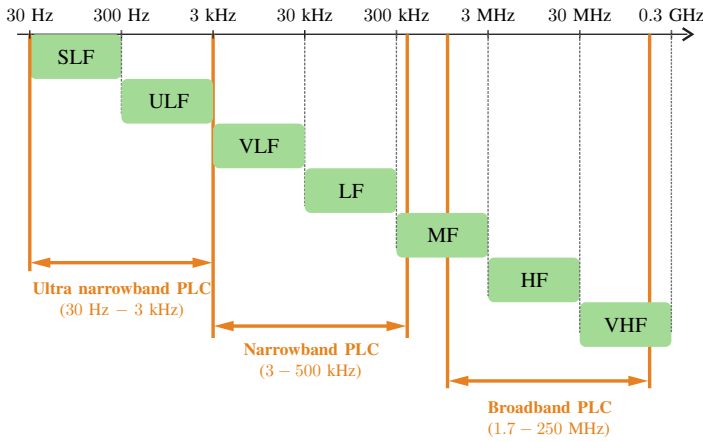 30 Hz 300 Hz 3 kHz 30 kHz 300 kHz 3 MHz 30 MHz 0.3 GHz
SLF
ULF
VLF
LF
MF
HF
VHF
Ultra narrowband PLC
(30 Hz − 3 kHz)
Narrowband PLC
(3 − 500 kHz)
Broadband PLC
(1.7 − 250 MHz)